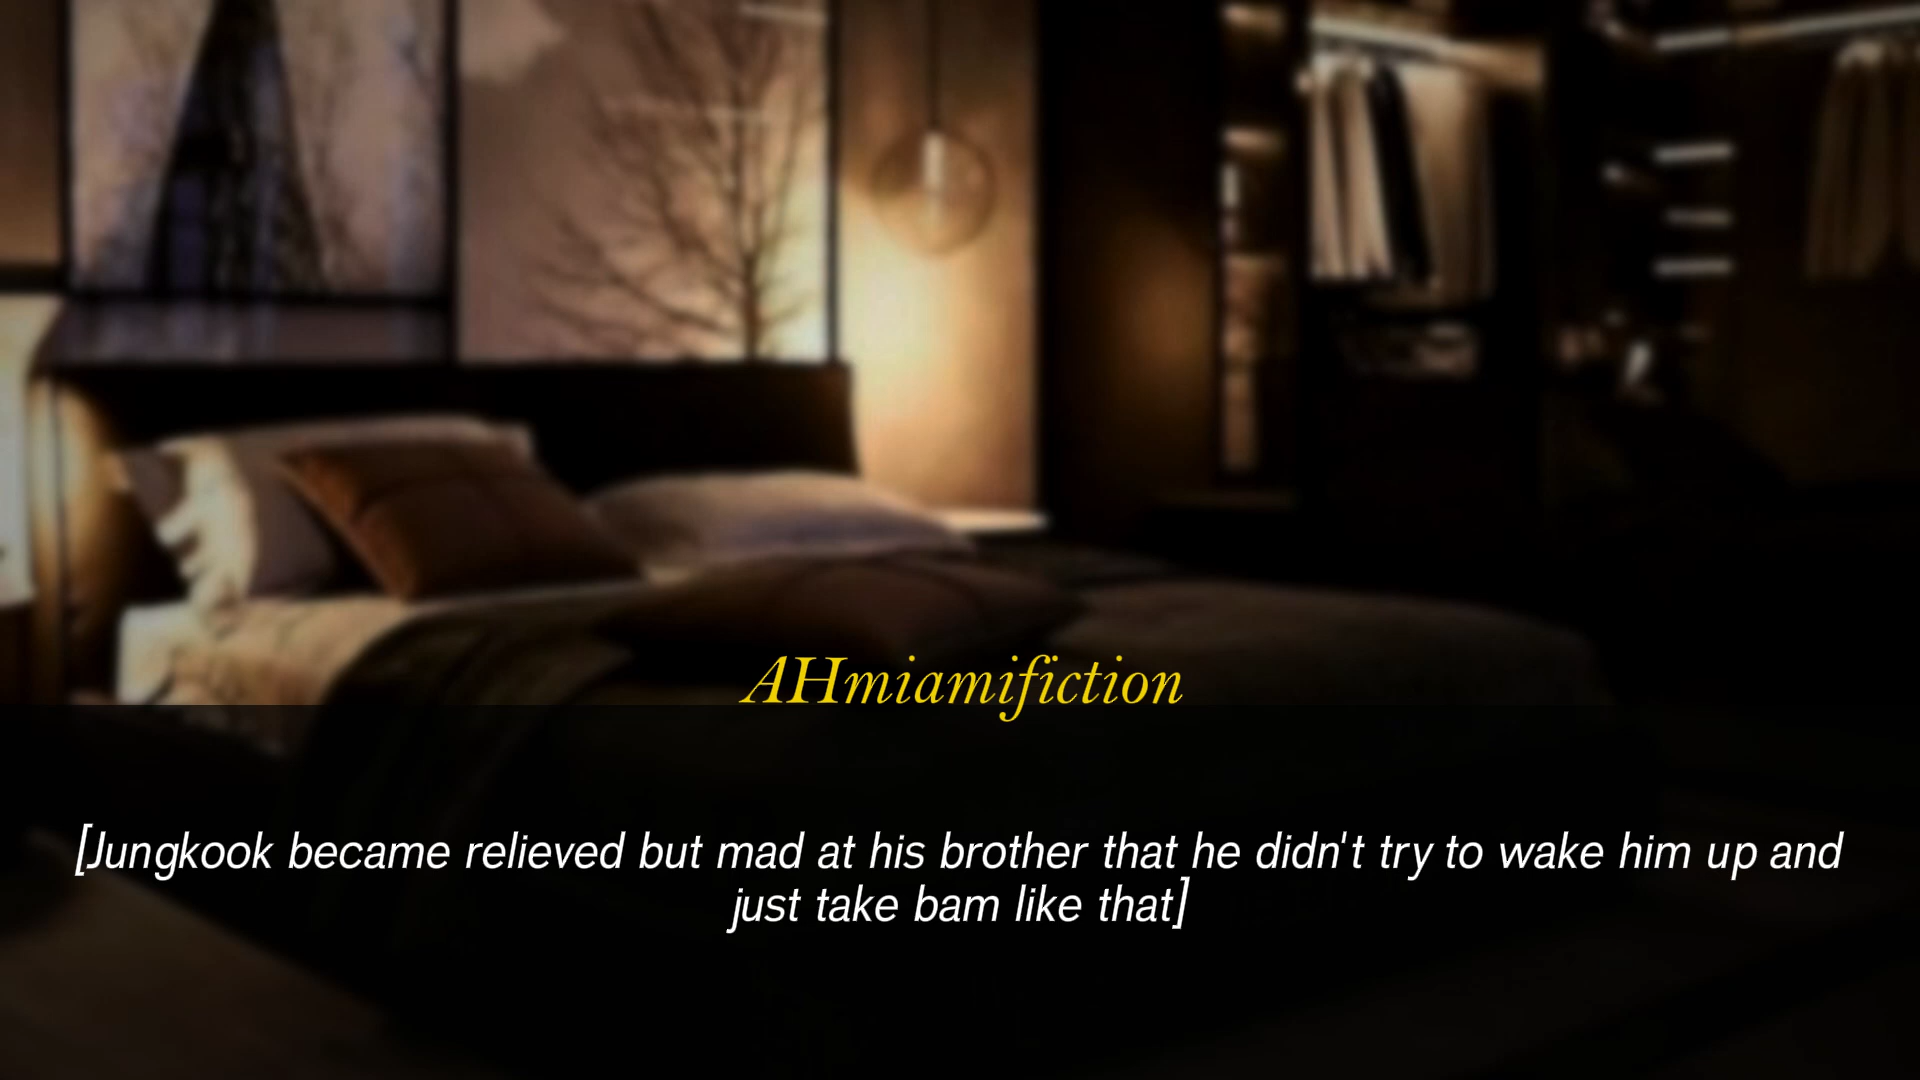 AHmiamifiction
[Jungkook became relieved but mad at his brother that he didn't try to wake him up and
just take bam like that]